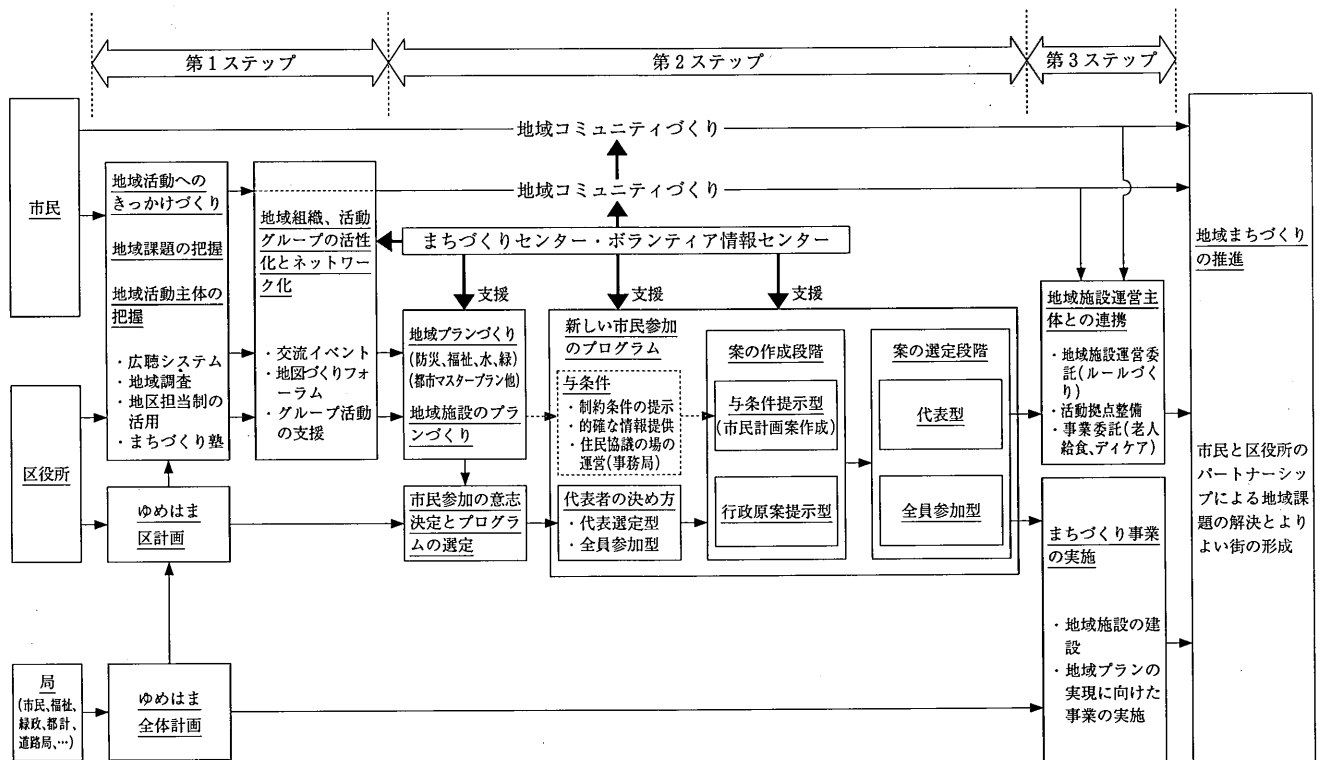 第1ステップ
第2ステップ
第3ステップ
市民
区役所
局
(市民、福祉、
緑政、都計、
道路局、…)
地域コミュニティづくり
地域コミュニティづくり
地域活動への
きっかけづくり
地域課題の把握
地域活動主体の
把握
・広聴システム
・地域調査
・地区担当制の
活用
・まちづくり塾
ゆめはま
区計画
ゆめはま
全体計画
地域組織、活動
グループの活性
化とネットワー
ク化
・交流イベント
・地図づくりフォ
ーラム
・グループ活動
の支援
まちづくりセンター・ボランティア情報センター
支援
支援
支援
地域プランづくり
(防災、福祉、水、緑)
(都市マスタープラン他)
地域施設のプラ
ンづくり
市民参加の意志
決定とプログラ
ムの選定
新しい市民参加
のプログラム
与条件
・制約条件の提示
・的確な情報提供
・住民協議の場の
運営(事務局)
代表者の決め方
・代表選定型
・全員参加型
案の作成段階
与条件提示型
(市民計画案作成)
行政原案提示型
案の選定段階
代表型
全員参加型
地域施設運営主
体との連携
・地域施設運営委
託(ルールづく
り)
・活動拠点整備
・事業委託(老人
給食、ディケア)
まちづくり事業
の実施
・地域施設の建
設
・地域プランの
実現に向けた
事業の実施
地域まちづくり
の推進
市民と区役所の
パートナーシッ
プによる地域課
題の解決とより
よい街の形成